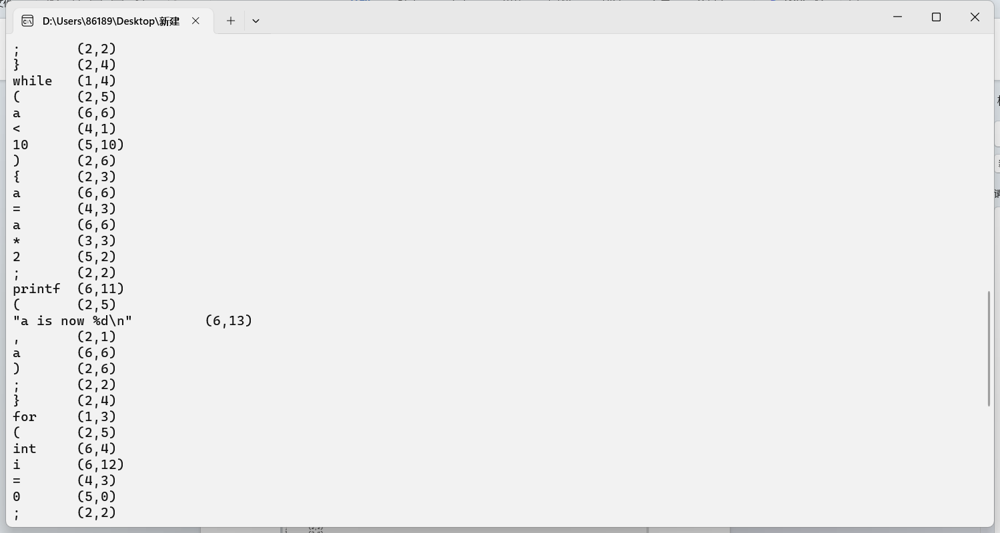 D:\Users\86189\Desktop\新建
;       (2,2)
}       (2,4)
while   (1,4)
(       (2,5)
a       (6,6)
<       (4,1)
10      (5,10)
)       (2,6)
{       (2,3)
a       (6,6)
=       (4,3)
a       (6,6)
*       (3,3)
2       (5,2)
;       (2,2)
printf  (6,11)
(       (2,5)
"a is now %d\n"         (6,13)
,       (2,1)
a       (6,6)
)       (2,6)
;       (2,2)
}       (2,4)
for     (1,3)
(       (2,5)
int     (6,4)
i       (6,12)
=       (4,3)
0       (5,0)
;       (2,2)